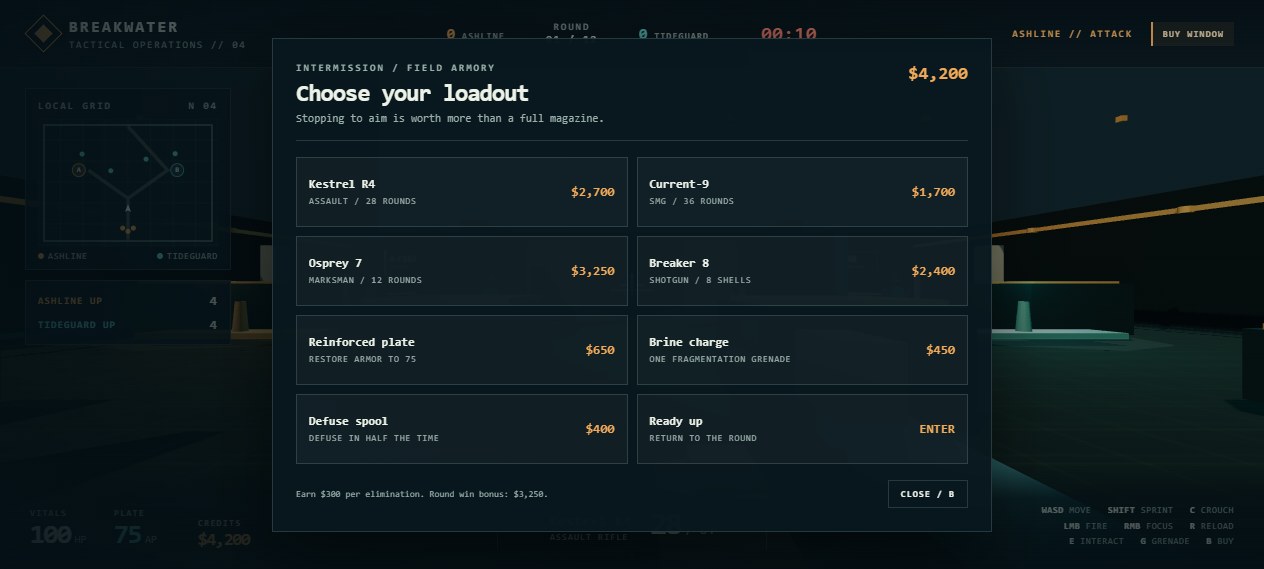 BREAKWATER
TACTICAL OPERATIONS // 04
0 ASHLINE
ROUND
0 TIDEGUARD
00:10
ASHLINE // ATTACK
BUY WINDOW
LOCAL GRID N 04
A
B
ASHLINE TIDEGUARD
ASHLINE UP 4
TIDEGUARD UP 4
INTERMISSION / FIELD ARMORY
$4,200
Choose your loadout
Stopping to aim is worth more than a full magazine.
Kestrel R4
ASSAULT / 28 ROUNDS
$2,700
Current-9
SMG / 36 ROUNDS
$1,700
Osprey 7
MARKSMAN / 12 ROUNDS
$3,250
Breaker 8
SHOTGUN / 8 SHELLS
$2,400
Reinforced plate
RESTORE ARMOR TO 75
$650
Brine charge
ONE FRAGMENTATION GRENADE
$450
Defuse spool
DEFUSE IN HALF THE TIME
$400
Ready up
RETURN TO THE ROUND
ENTER
Earn $300 per elimination. Round win bonus: $3,250.
CLOSE / B
VITALS
100 HP
PLATE
75 AP
CREDITS
$4,200
ASSAULT RIFLE
WASD MOVE SHIFT SPRINT C CROUCH
LMB FIRE RMB FOCUS R RELOAD
E INTERACT G GRENADE B BUY